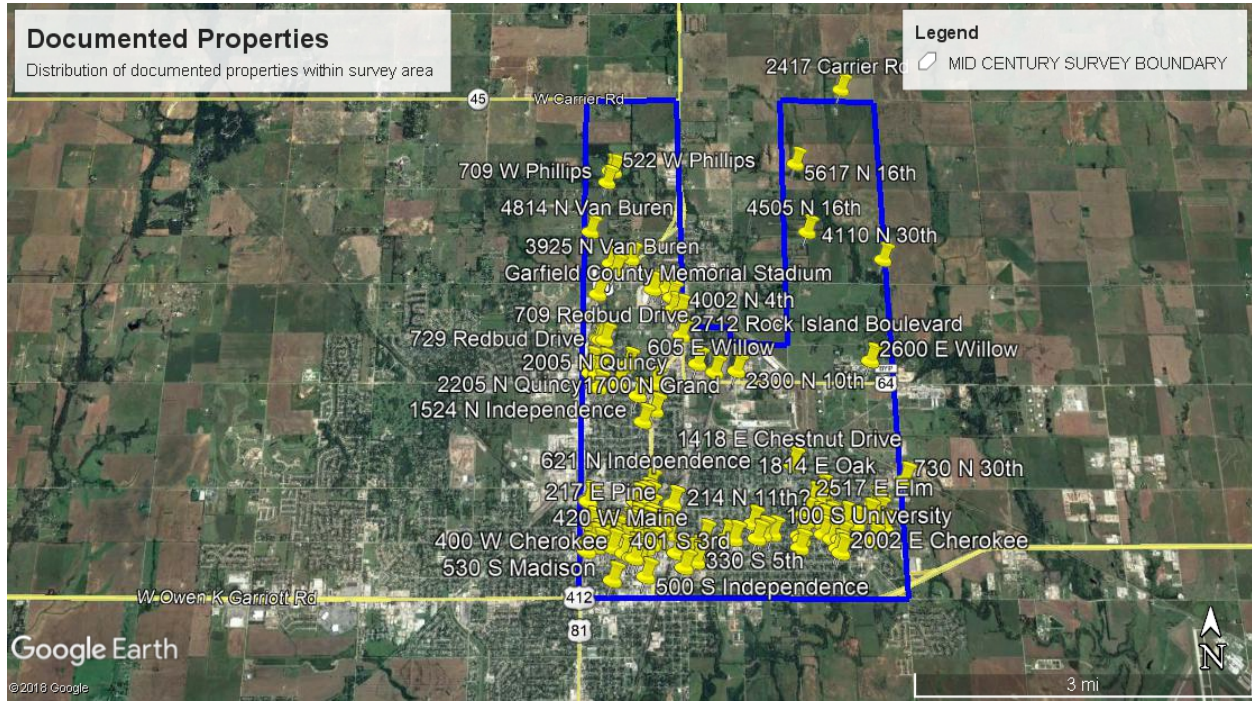 Documented Properties
Distribution of documented properties within survey area
Legend
MID CENTURY SURVEY BOUNDARY
2417 Carrier Rd
45
W Carrier Rd
709 W Phillips
522 W Phillips
5617 N 16th
4814 N Van Buren
4505 N 16th
4110 N 30th
3925 N Van Buren
Garfield County Memorial Stadium
4002 N 4th
709 Redbud Drive
2712 Rock Island Boulevard
729 Redbud Drive
605 E Willow
2600 E Willow
2005 N Quincy
2300 N 10th
64
2205 N Quincy
1700 N Grand
1524 N Independence
1418 E Chestnut Drive
621 N Independence
1814 E Oak
730 N 30th
217 E Pine
214 N 11th?
2517 E Elm
420 W Maine
100 S University
400 W Cherokee
401 S 3rd
2002 E Cherokee
530 S Madison
330 S 5th
500 S Independence
W Owen K Garriott Rd
412
81
Google Earth
©2018 Google
N
3 mi